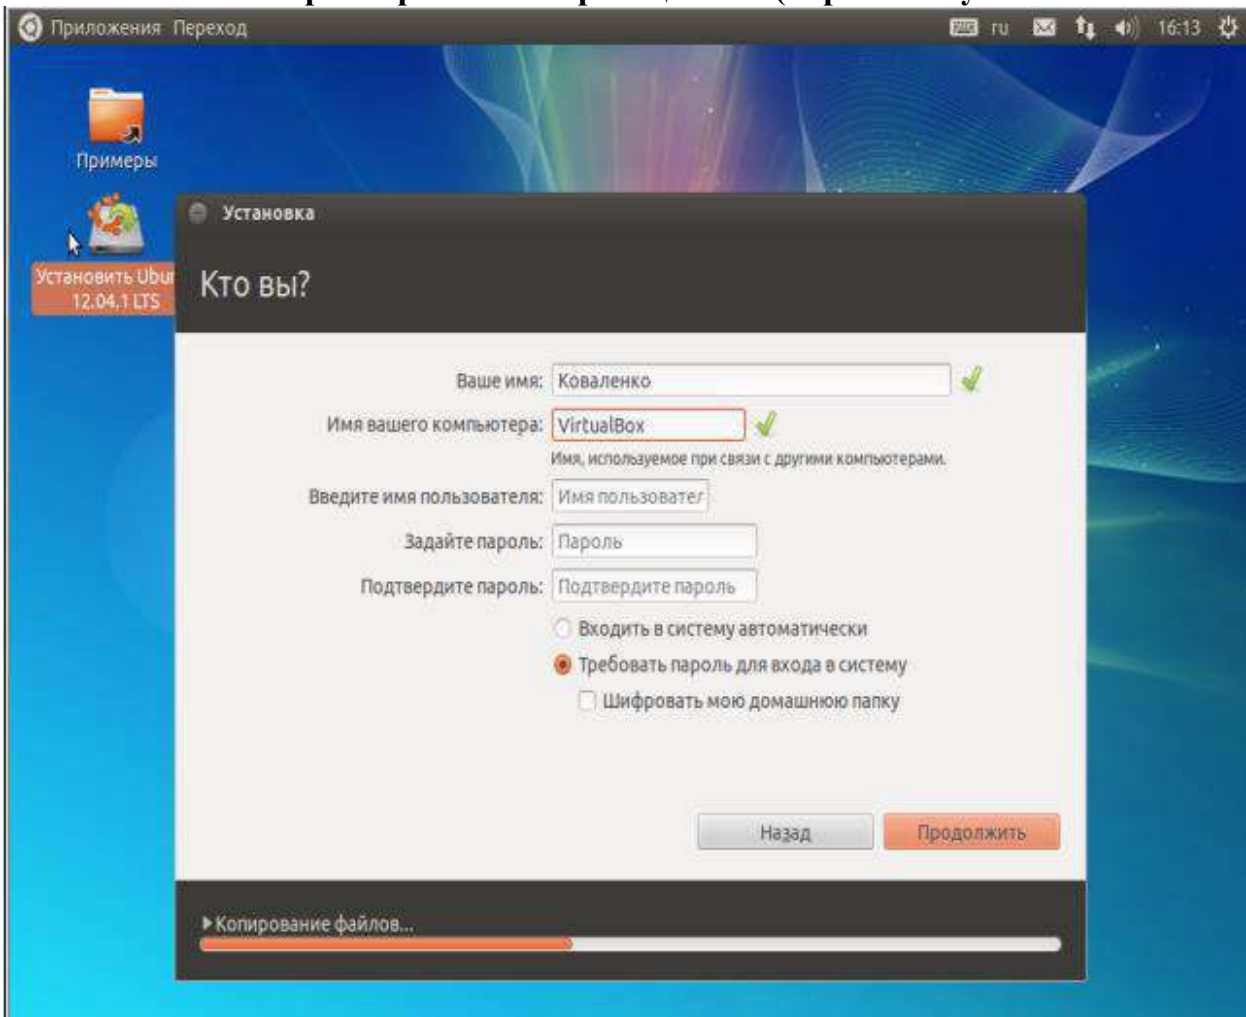 Приложения Переход ru 16:13
Примеры
Установить Ubun
12.04.1 LTS
Установка
Кто вы?
Ваше имя: Коваленко
Имя вашего компьютера: VirtualBox
Имя, используемое при связи с другими компьютерами.
Введите имя пользователя: Имя пользовател
Задайте пароль: Пароль
Подтвердите пароль: Подтвердите пароль
Входить в систему автоматически
Требовать пароль для входа в систему
Шифровать мою домашнюю папку
Назад Продолжить
Копирование файлов...